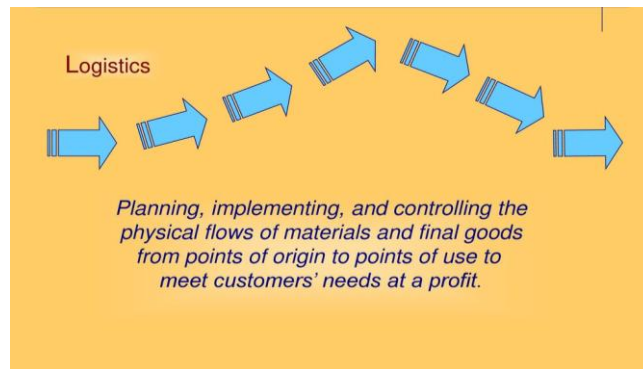 Logistics
Planning, implementing, and controlling the
physical flows of materials and final goods
from points of origin to points of use to
meet customers' needs at a profit.